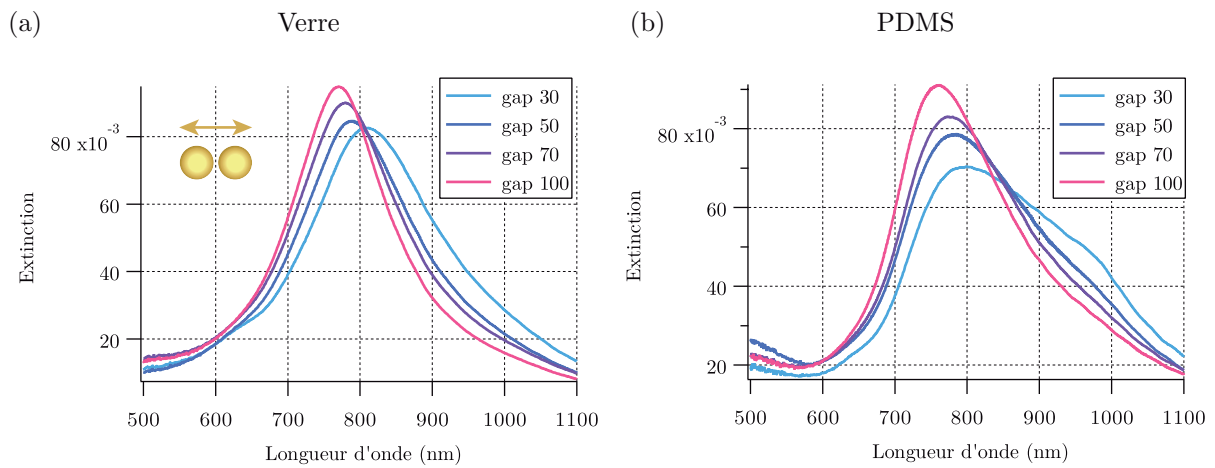 (a)
Verre
80 x10-3
60
40
20
Extinction
500
600
700
800
900
1000
1100
Longueur d'onde (nm)
gap 30
gap 50
gap 70
gap 100
(b)
PDMS
80 x10-3
60
40
20
Extinction
500
600
700
800
900
1000
1100
Longueur d'onde (nm)
gap 30
gap 50
gap 70
gap 100